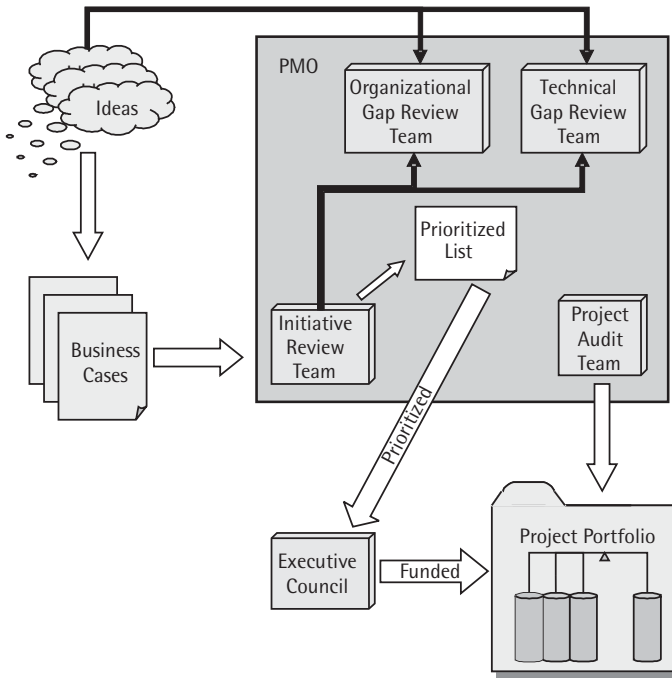 PMO
Organizational
Gap Review
Team
Technical
Gap Review
Team
Ideas
Prioritized
List
Initiative
Review
Team
Project
Audit
Team
Business
Cases
Prioritized
Executive
Council
Funded
Project Portfolio